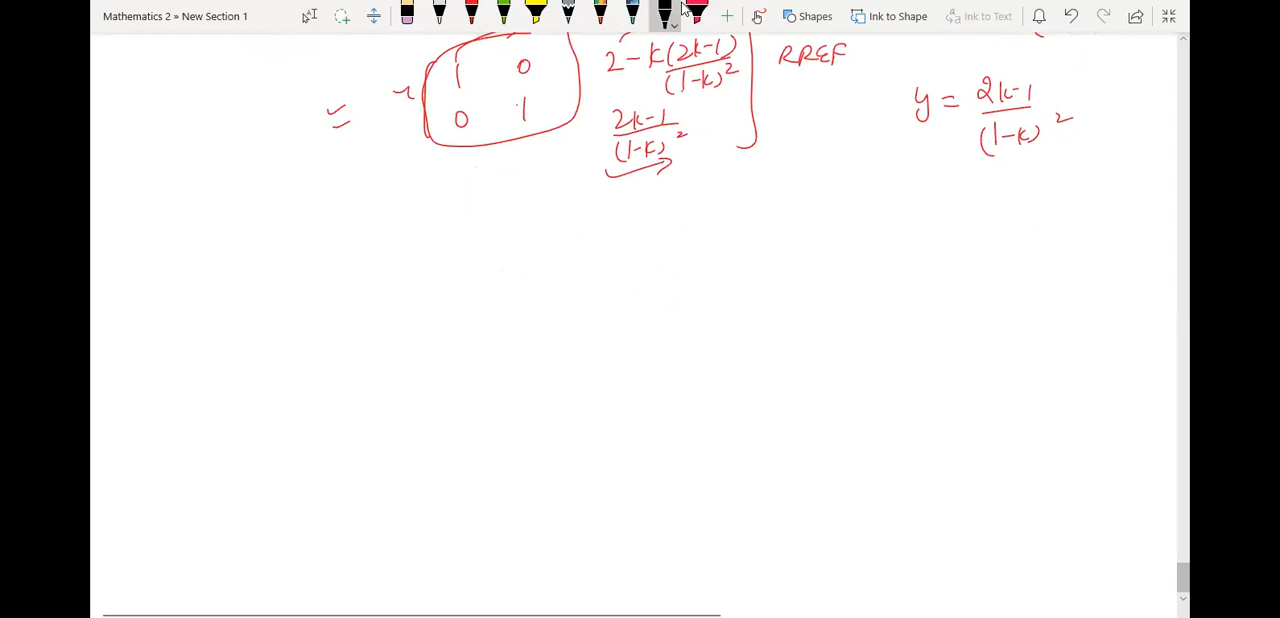 Mathematics 2 » New Section 1
Shapes
Ink to Shape
Ink to Text
1 0 2 - k(2k-1)/(1-k)² RREF
0 1 (2k-1)/(1-k)²
y = (2k-1)/(1-k)²